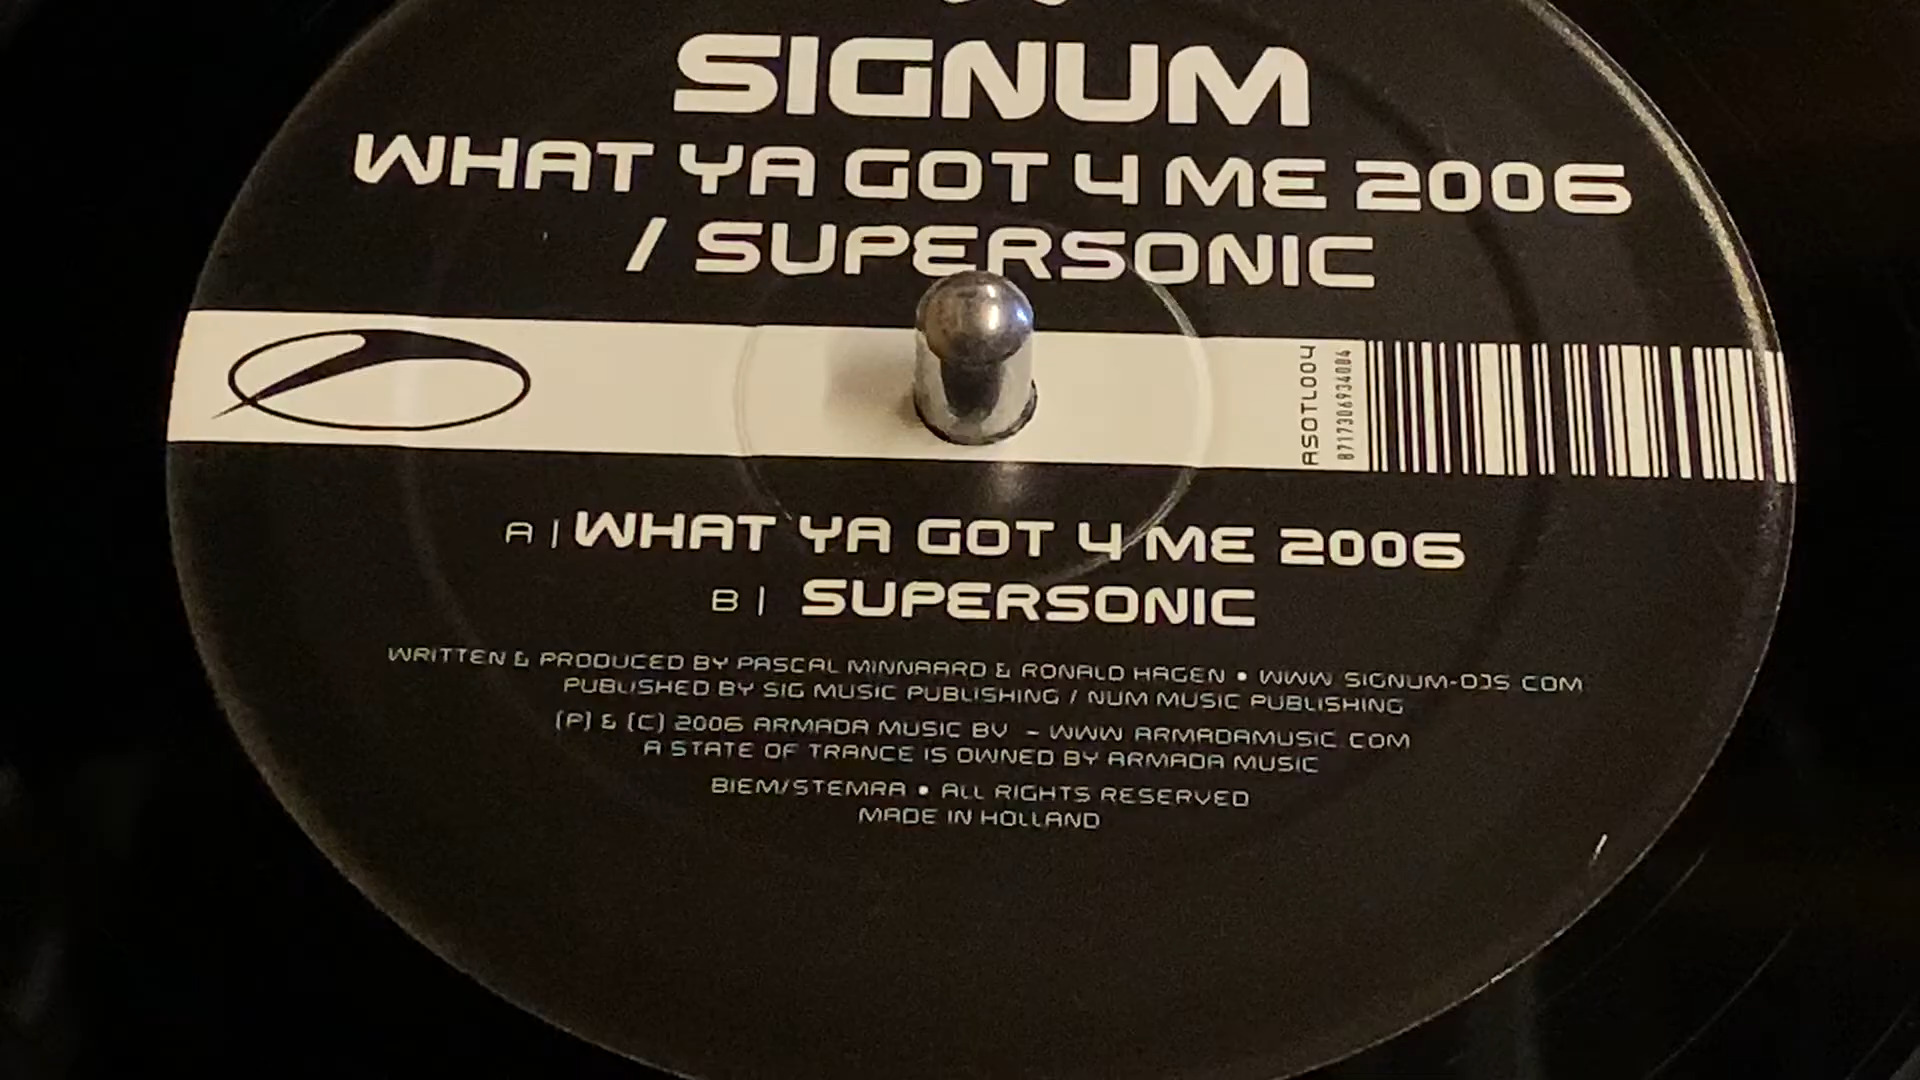 SIGNUM
WHAT YA GOT 4 ME 2006
/ SUPERSONIC
ASOTL004
8717306934084
A | WHAT YA GOT 4 ME 2006
B | SUPERSONIC
WRITTEN & PRODUCED BY PASCAL MINNAARD & RONALD HAGEN • WWW SIGNUM-DJS COM
PUBLISHED BY SIG MUSIC PUBLISHING / NUM MUSIC PUBLISHING
(P) & (C) 2006 ARMADA MUSIC BV - WWW ARMADAMUSIC COM
A STATE OF TRANCE IS OWNED BY ARMADA MUSIC
BIEM/STEMRA • ALL RIGHTS RESERVED
MADE IN HOLLAND